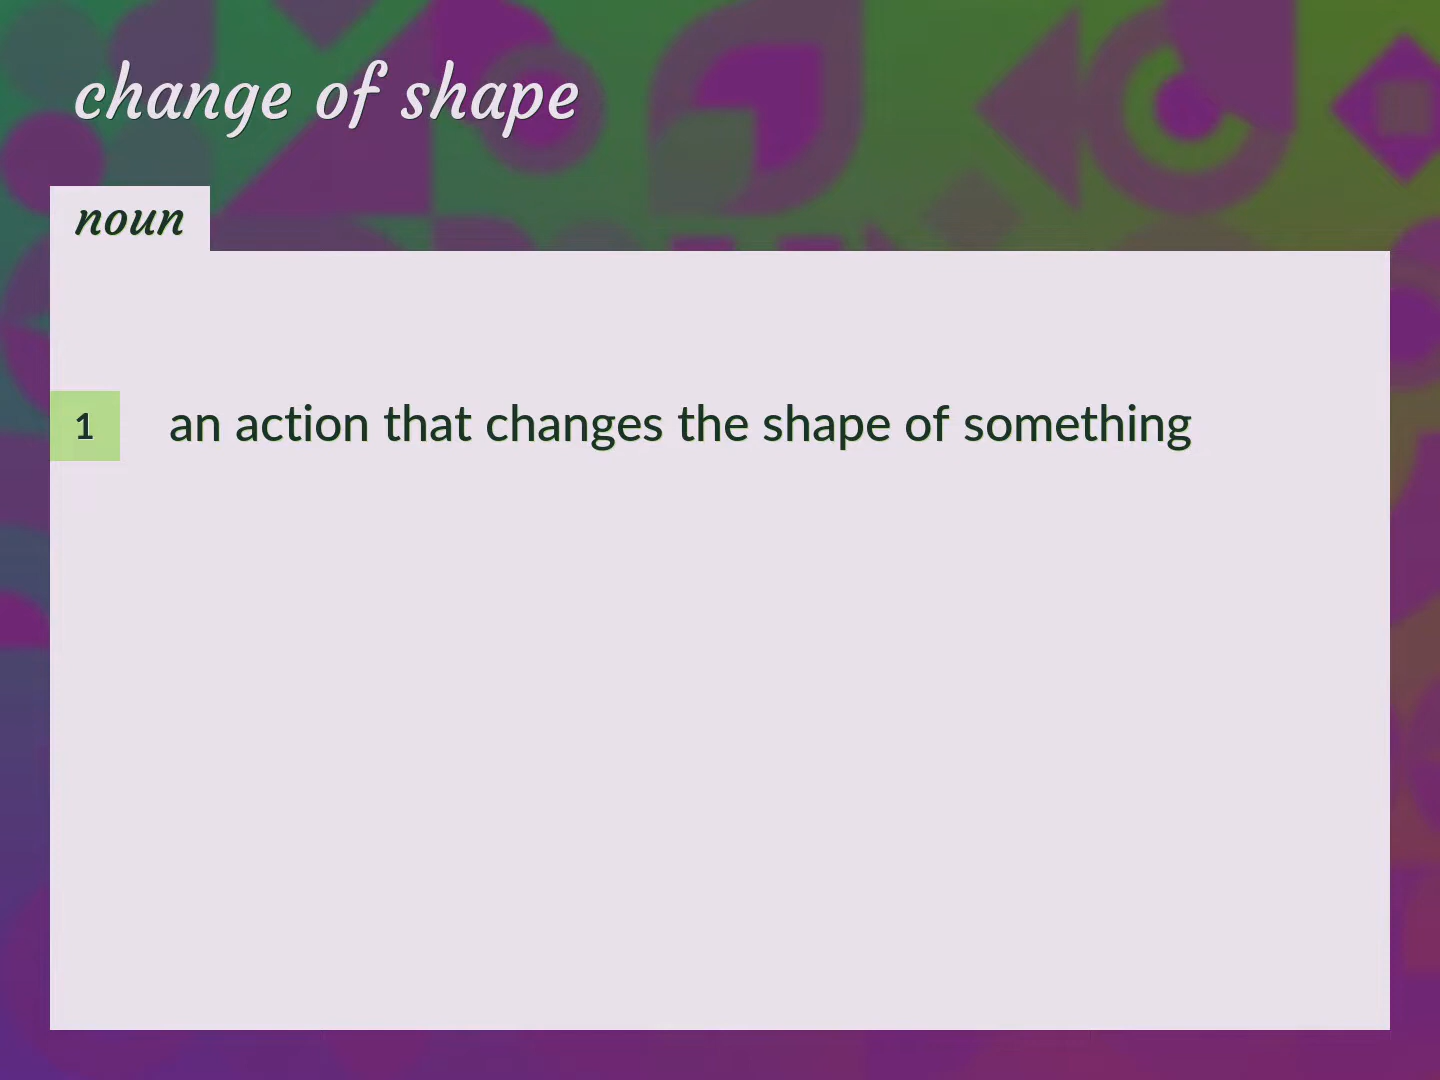 change of shape
noun
1 an action that changes the shape of something